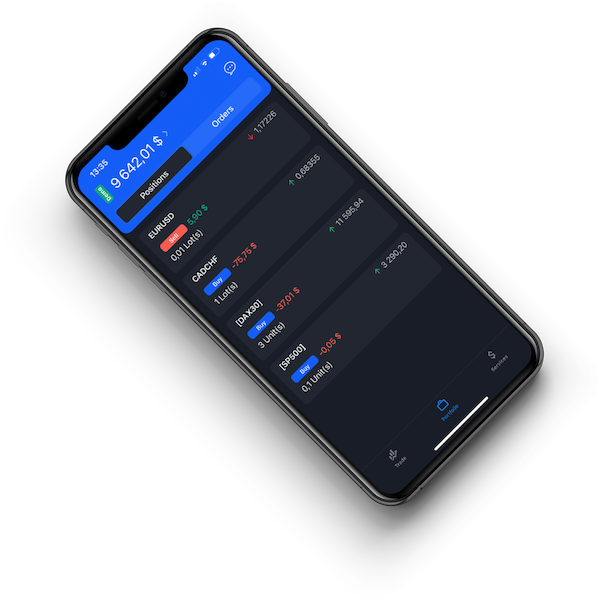 13:35
Demo 9 642,01 $
Positions Orders
EURUSD
Sell 5,90 $ 1,17226
0,01 Lot(s)
CADCHF
Buy -75,75 $ 0,68355
1 Lot(s)
[DAX30]
Buy -37,01 $ 11 595,94
3 Unit(s)
[SP500]
Buy -0,05 $ 3 290,20
0,1 Unit(s)
Trade Portfolio Services